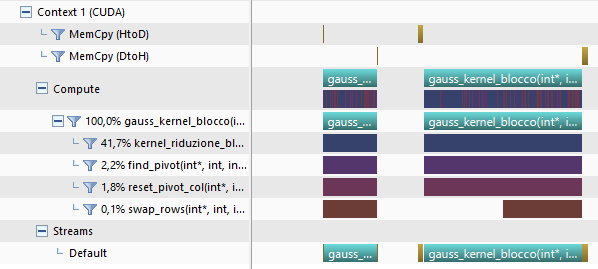 Context 1 (CUDA)
MemCpy (HtoD)
MemCpy (DtoH)
gauss_... gauss_kernel_blocco(int*, i...
Compute
100,0% gauss_kernel_blocco(i... gauss_... gauss_kernel_blocco(int*, i...
41,7% kernel_riduzione_bl...
2,2% find_pivot(int*, int, in...
1,8% reset_pivot_col(int*, i...
0,1% swap_rows(int*, int, i...
Streams
Default gauss_... gauss_kernel_blocco(int*, i...